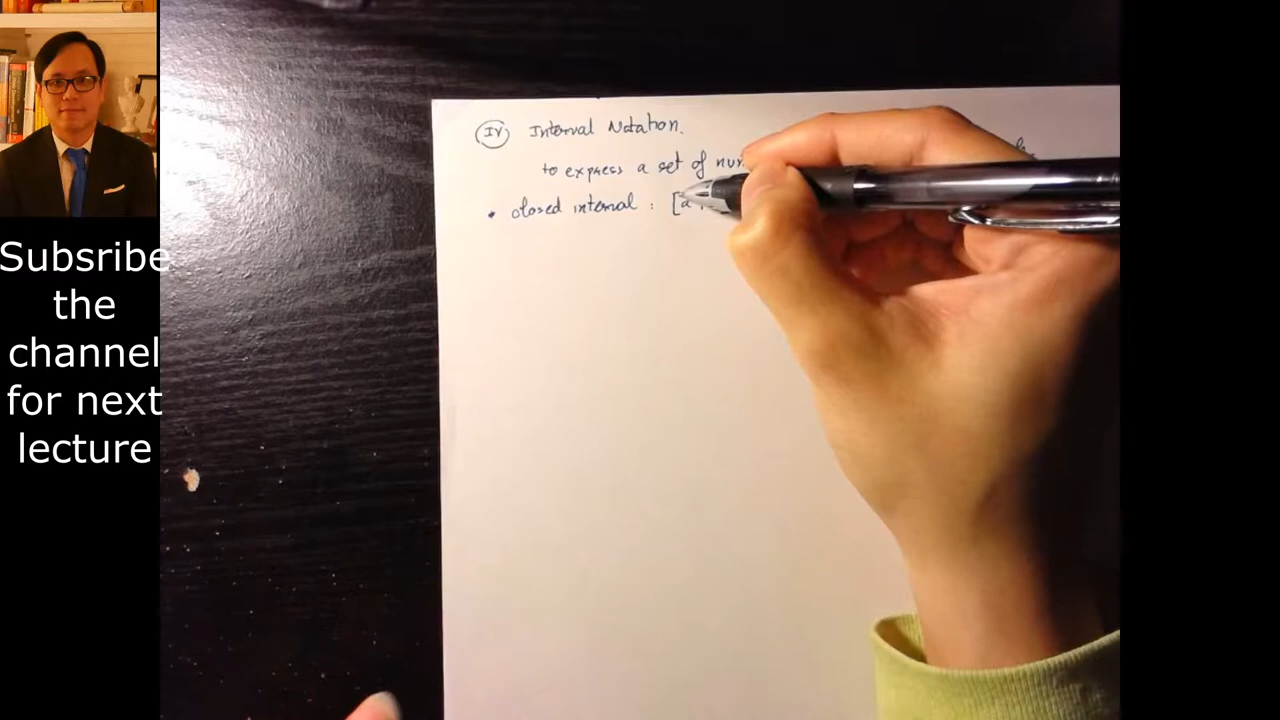 Subsribe
the
channel
for next
lecture
IV Interval Notation.
to express a set of
closed interval : [a